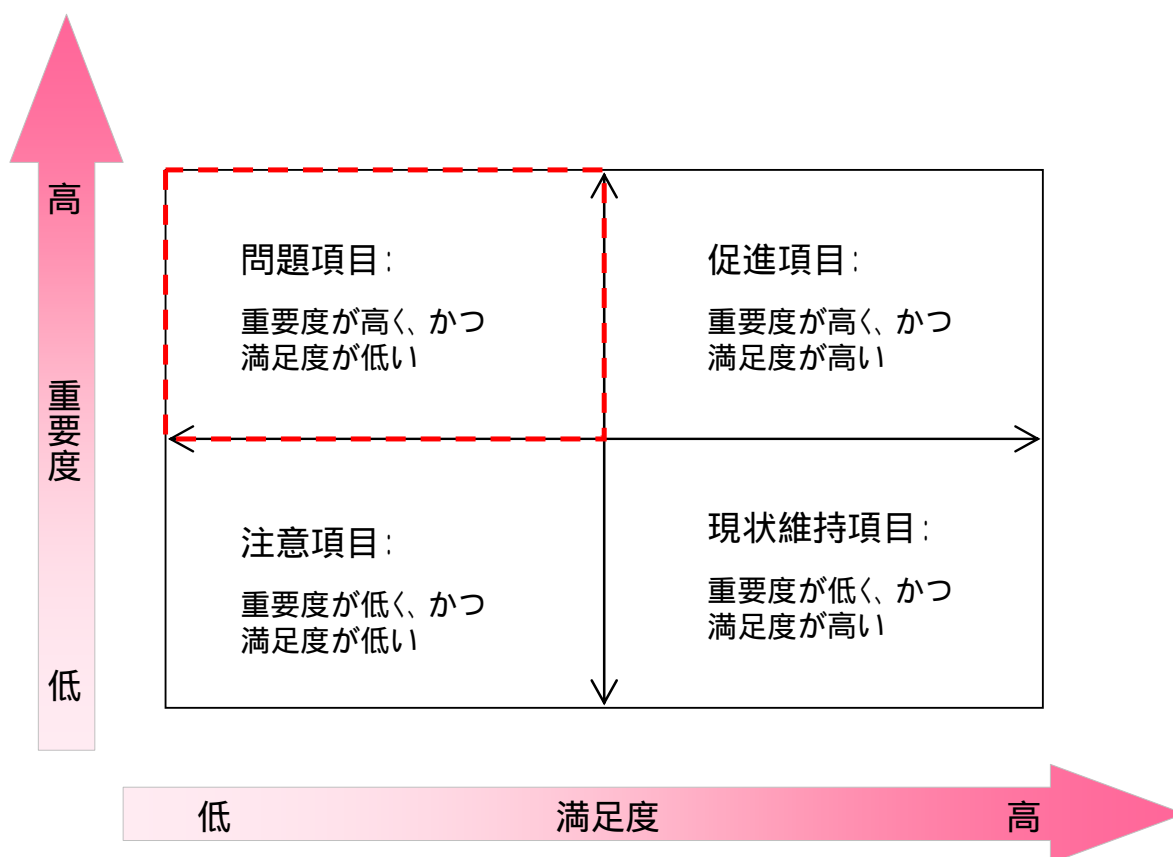 高
重要度
低
問題項目:
重要度が高く、かつ
満足度が低い
促進項目:
重要度が高く、かつ
満足度が高い
注意項目:
重要度が低く、かつ
満足度が低い
現状維持項目:
重要度が低く、かつ
満足度が高い
低 満足度 高